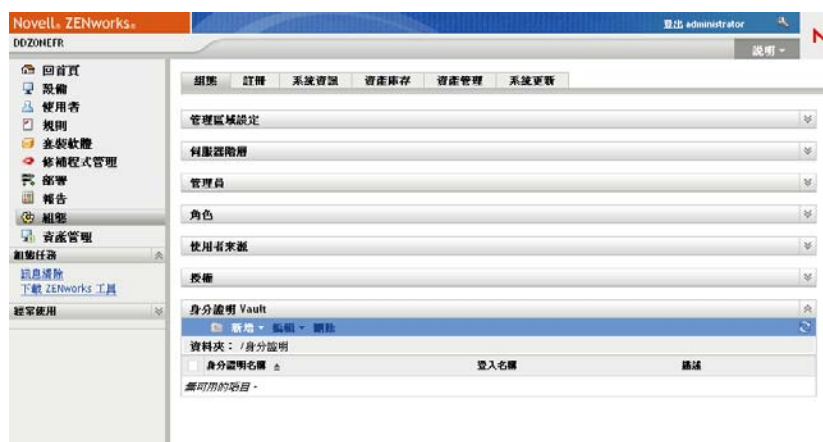 Novell® ZENworks®
登出 administrator
DDZONEFR
說明
回首頁
設備
使用者
規則
套裝軟體
修補程式管理
部署
報告
組態
資產管理
組態任務
訊息清除
下載 ZENworks 工具
經常使用
組態 註冊 系統資訊 資產庫存 資產管理 系統更新
管理區域設定
伺服器階層
管理員
角色
使用者來源
授權
身分證明 Vault
新增 編輯 刪除
資料夾： /身分證明
身分證明名稱 登入名稱 描述
無可用的項目。